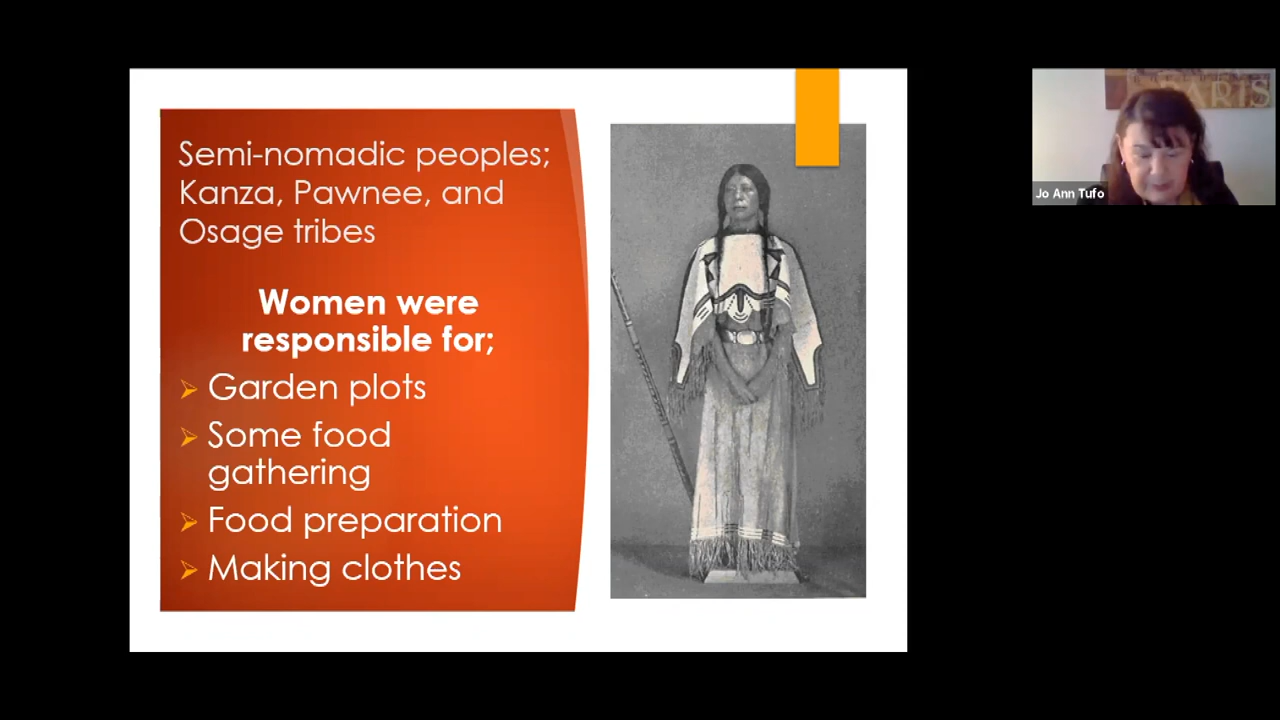 Semi-nomadic peoples;
Kanza, Pawnee, and
Osage tribes
Women were
responsible for;
➢ Garden plots
➢ Some food
gathering
➢ Food preparation
➢ Making clothes
ARIS
Jo Ann Tufo